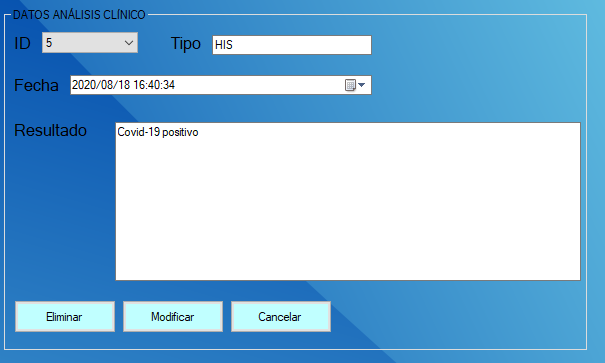 DATOS ANÁLISIS CLÍNICO
ID 5 Tipo HIS
Fecha 2020/08/18 16:40:34
Resultado Covid-19 positivo
Eliminar Modificar Cancelar